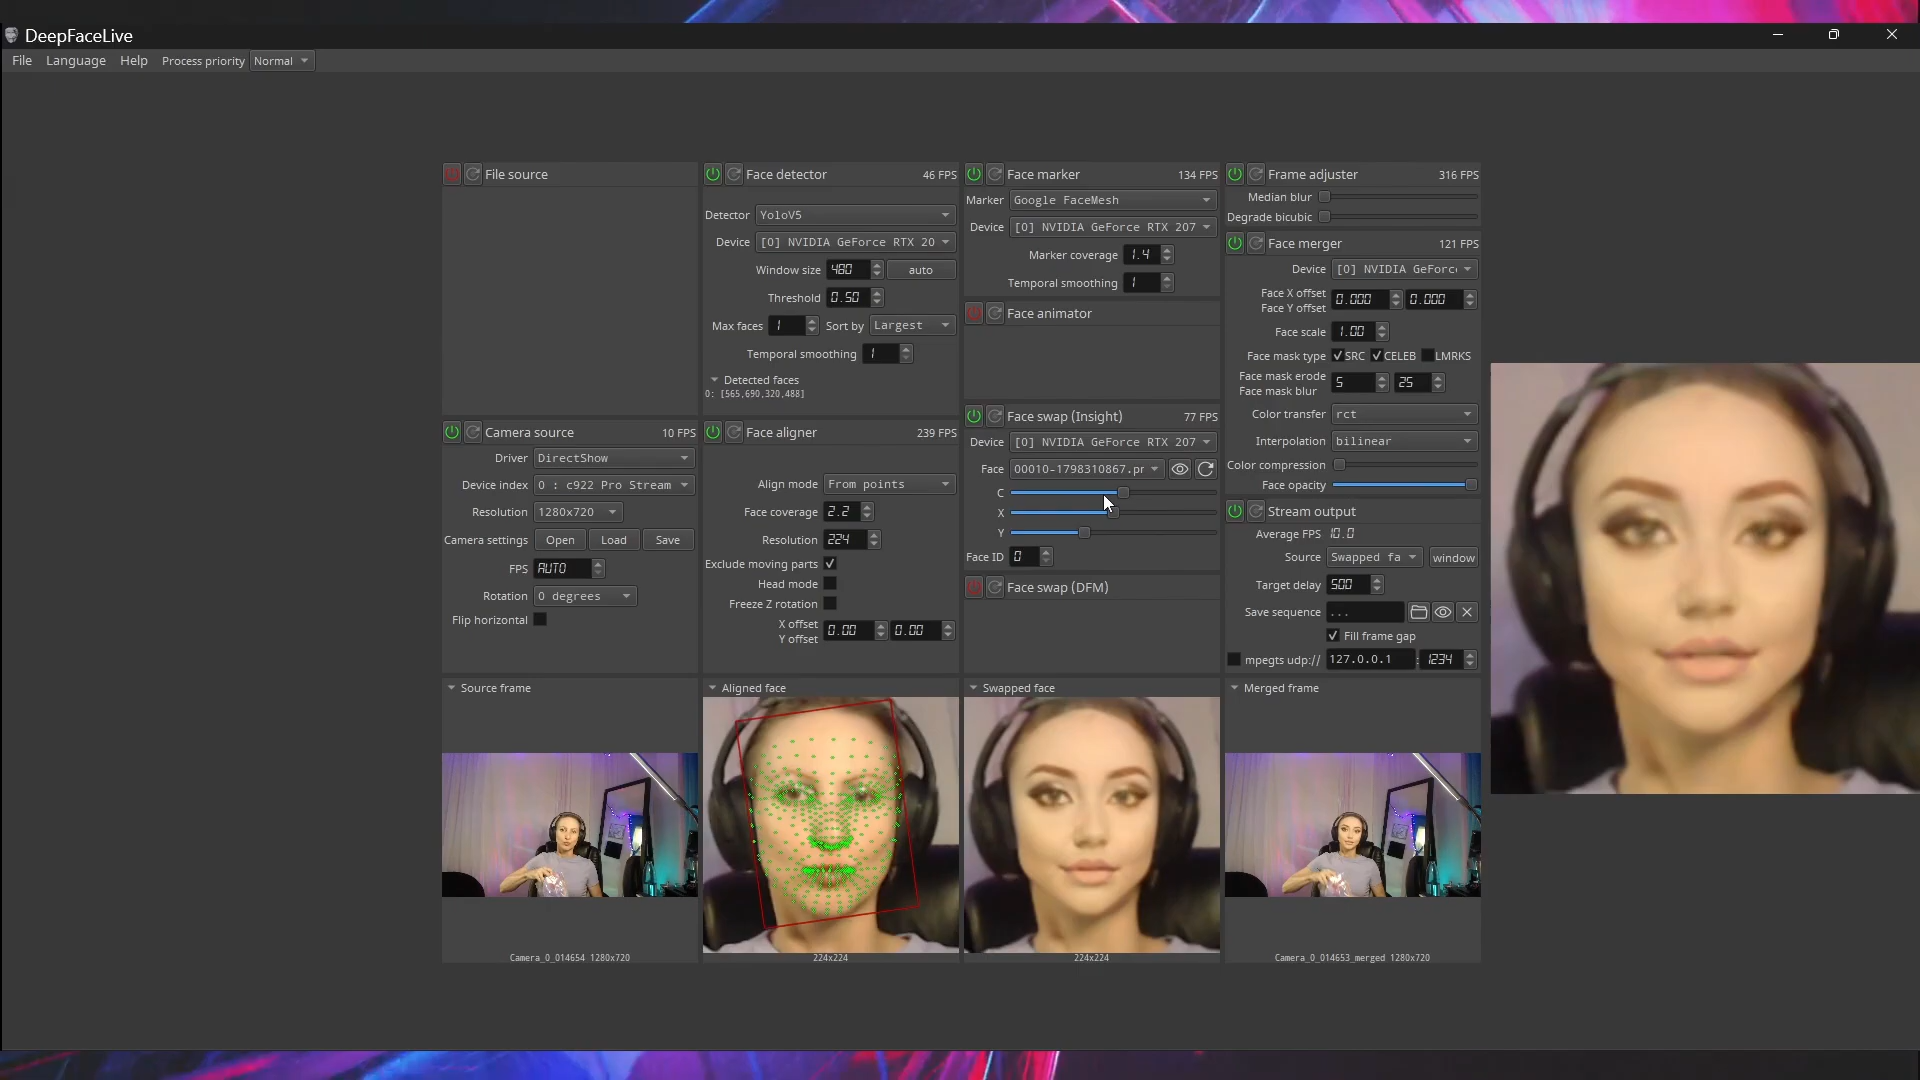 DeepFaceLive
File Language Help Process priority Normal
File source
Face detector 46 FPS
Detector YoloV5
Device [0] NVIDIA GeForce RTX 20
Window size 480 auto
Threshold 0.50
Max faces 1 Sort by Largest
Temporal smoothing 1
Detected faces
0: [565,690,320,488]
Face marker 134 FPS
Marker Google FaceMesh
Device [0] NVIDIA GeForce RTX 207
Marker coverage 1.4
Temporal smoothing 1
Face animator
Frame adjuster 316 FPS
Median blur
Degrade bicubic
Face merger 121 FPS
Device [0] NVIDIA GeForc
Face X offset 0.000 0.000
Face Y offset
Face scale 1.00
Face mask type SRC CELEB LMRKS
Face mask erode 5 25
Face mask blur
Color transfer rct
Interpolation bilinear
Color compression
Face opacity
Camera source 10 FPS
Driver DirectShow
Device index 0 : c922 Pro Stream
Resolution 1280x720
Camera settings Open Load Save
FPS AUTO
Rotation 0 degrees
Flip horizontal
Face aligner 239 FPS
Align mode From points
Face coverage 2.2
Resolution 224
Exclude moving parts
Head mode
Freeze Z rotation
X offset 0.00 0.00
Y offset
Face swap (Insight) 77 FPS
Device [0] NVIDIA GeForce RTX 207
Face 00010-1798310867.pr
C
X
Y
Face ID 0
Face swap (DFM)
Stream output
Average FPS 10.0
Source Swapped fa window
Target delay 500
Save sequence ...
Fill frame gap
mpegts udp:// 127.0.0.1 : 1234
Source frame
Camera_0_014654 1280x720
Aligned face
224x224
Swapped face
224x224
Merged frame
Camera_0_014653_merged 1280x720